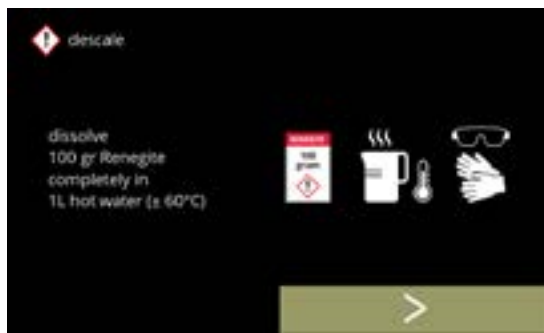 descale
dissolve
100 gr Renegite
completely in
1L hot water (± 60°C)
100
gram